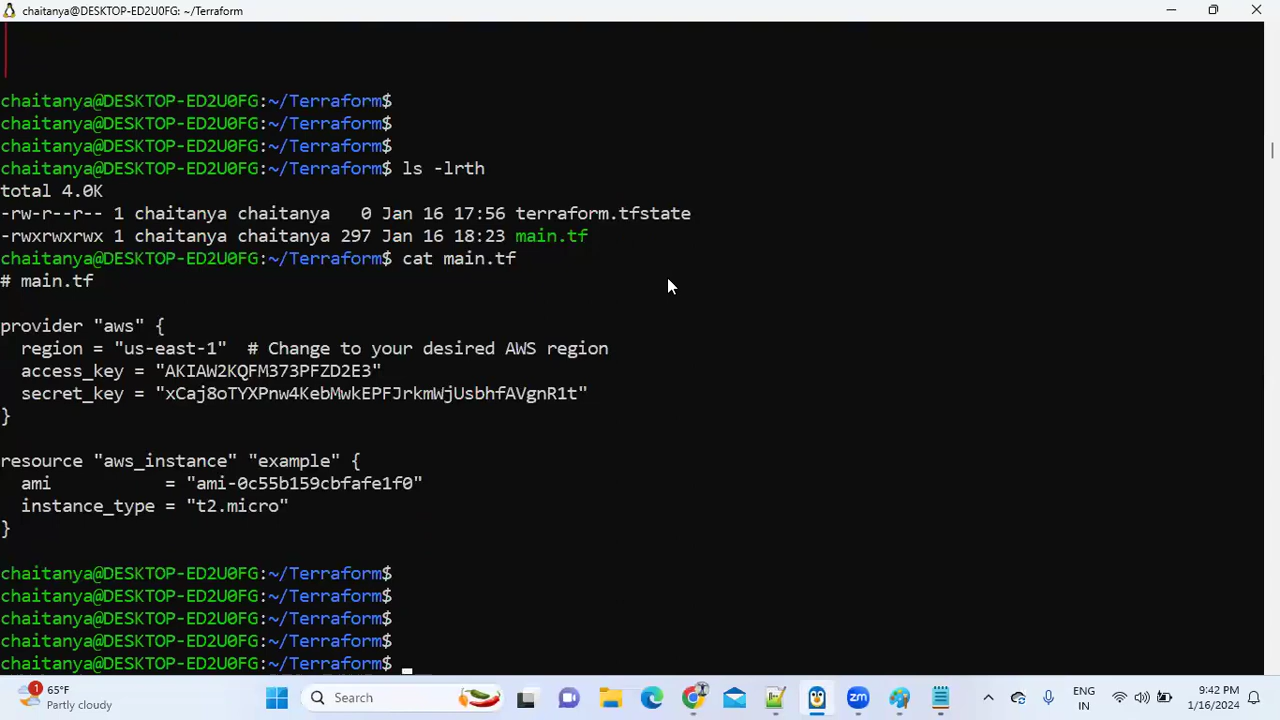 chaitanya@DESKTOP-ED2U0FG: ~/Terraform
chaitanya@DESKTOP-ED2U0FG:~/Terraform$
chaitanya@DESKTOP-ED2U0FG:~/Terraform$
chaitanya@DESKTOP-ED2U0FG:~/Terraform$
chaitanya@DESKTOP-ED2U0FG:~/Terraform$ ls -lrth
total 4.0K
-rw-r--r-- 1 chaitanya chaitanya   0 Jan 16 17:56 terraform.tfstate
-rwxrwxrwx 1 chaitanya chaitanya 297 Jan 16 18:23 main.tf
chaitanya@DESKTOP-ED2U0FG:~/Terraform$ cat main.tf
# main.tf
provider "aws" {
  region = "us-east-1"  # Change to your desired AWS region
  access_key = "AKIAW2KQFM373PFZD2E3"
  secret_key = "xCaj8oTYXPnw4KebMwkEPFJrkmWjUsbhfAVgnR1t"
}
resource "aws_instance" "example" {
  ami           = "ami-0c55b159cbfafe1f0"
  instance_type = "t2.micro"
}
chaitanya@DESKTOP-ED2U0FG:~/Terraform$
chaitanya@DESKTOP-ED2U0FG:~/Terraform$
chaitanya@DESKTOP-ED2U0FG:~/Terraform$
chaitanya@DESKTOP-ED2U0FG:~/Terraform$
chaitanya@DESKTOP-ED2U0FG:~/Terraform$
1
65°F
Partly cloudy
Search
zm
ENG
IN
9:42 PM
1/16/2024